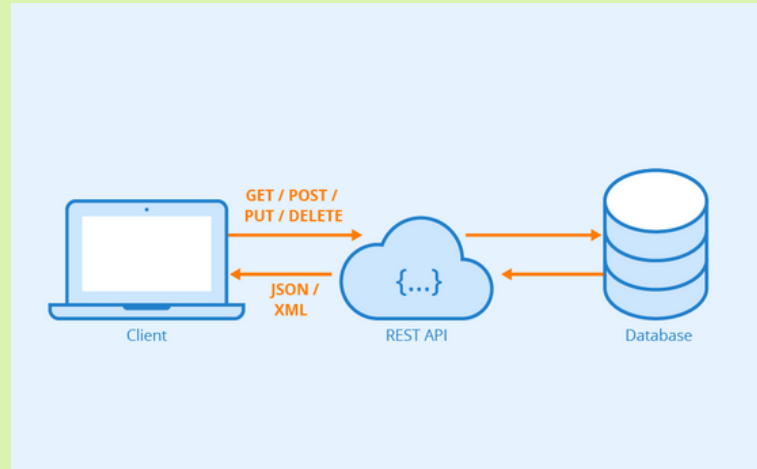 GET / POST /
PUT / DELETE
JSON /
XML
{...}
Client
REST API
Database